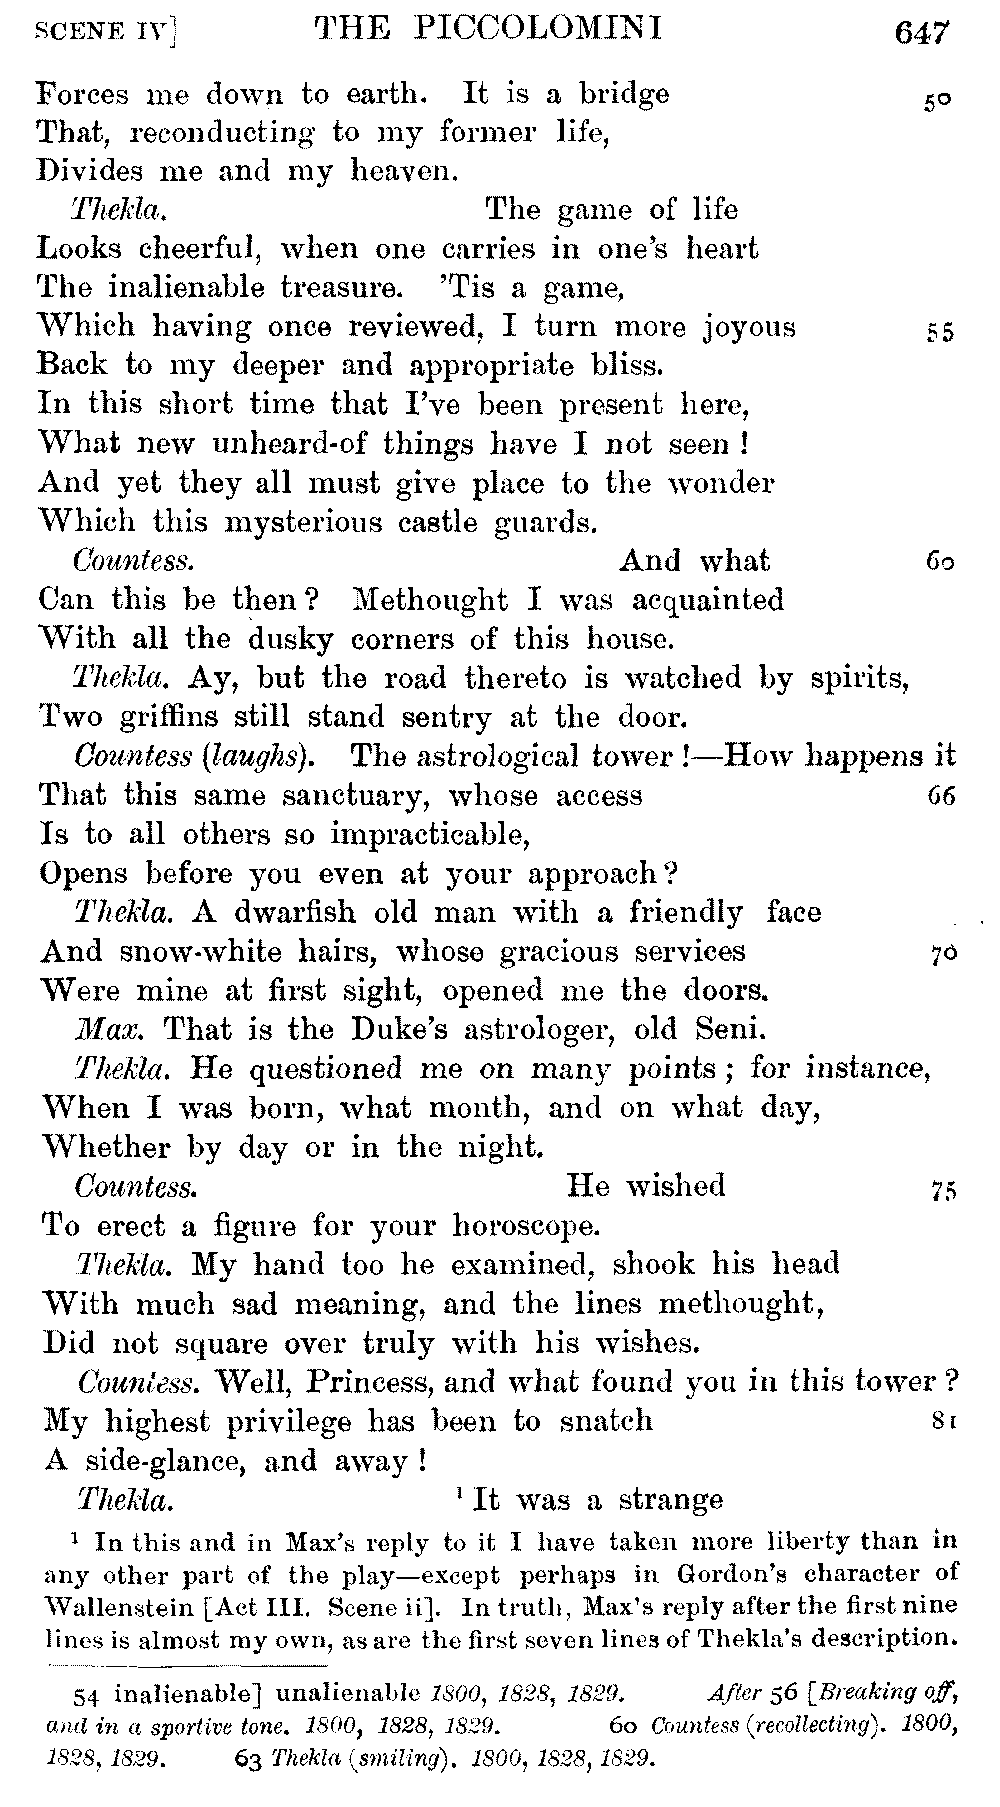 SCENE IV] THE PICCOLOMINI 647
Forces me down to earth. It is a bridge 50
That, reconducting to my former life,
Divides me and my heaven.
Thekla. The game of life
Looks cheerful, when one carries in one's heart
The inalienable treasure. 'Tis a game,
Which having once reviewed, I turn more joyous 55
Back to my deeper and appropriate bliss.
In this short time that I've been present here,
What new unheard-of things have I not seen !
And yet they all must give place to the wonder
Which this mysterious castle guards.
Countess. And what 60
Can this be then ? Methought I was acquainted
With all the dusky corners of this house.
Thekla. Ay, but the road thereto is watched by spirits,
Two griffins still stand sentry at the door.
Countess (laughs). The astrological tower !—How happens it
That this same sanctuary, whose access 66
Is to all others so impracticable,
Opens before you even at your approach ?
Thekla. A dwarfish old man with a friendly face
And snow-white hairs, whose gracious services 70
Were mine at first sight, opened me the doors.
Max. That is the Duke's astrologer, old Seni.
Thekla. He questioned me on many points ; for instance,
When I was born, what month, and on what day,
Whether by day or in the night.
Countess. He wished 75
To erect a figure for your horoscope.
Thekla. My hand too he examined, shook his head
With much sad meaning, and the lines methought,
Did not square over truly with his wishes.
Countess. Well, Princess, and what found you in this tower ?
My highest privilege has been to snatch 81
A side-glance, and away !
Thekla. ¹ It was a strange
¹ In this and in Max's reply to it I have taken more liberty than in
any other part of the play—except perhaps in Gordon's character of
Wallenstein [Act III. Scene ii]. In truth, Max's reply after the first nine
lines is almost my own, as are the first seven lines of Thekla's description.
54 inalienable] unalienable 1800, 1828, 1829. After 56 [Breaking off,
and in a sportive tone. 1800, 1828, 1829. 60 Countess (recollecting). 1800,
1828, 1829. 63 Thekla (smiling). 1800, 1828, 1829.